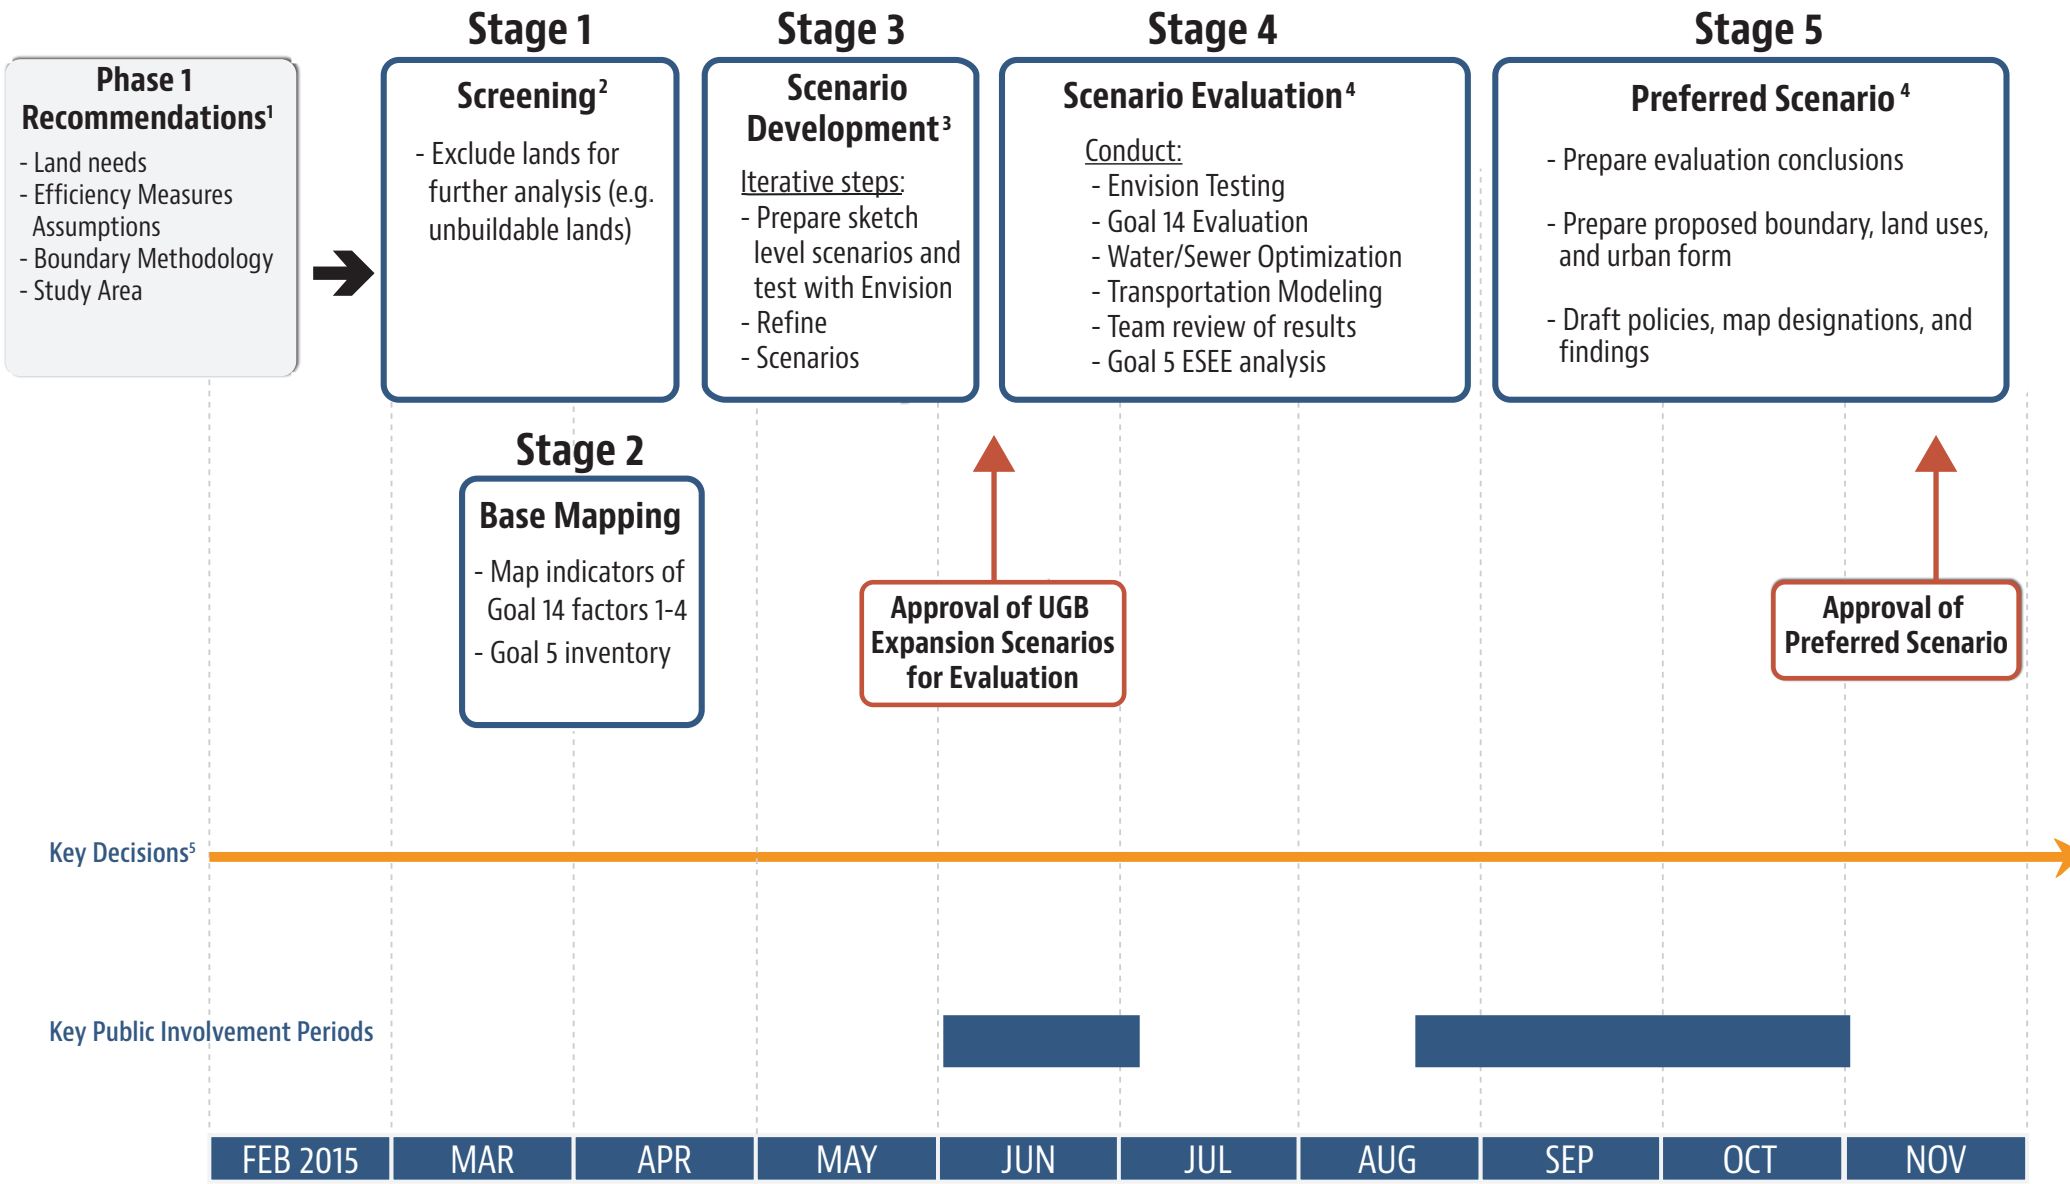 Phase 1
Recommendations¹
- Land needs
- Efficiency Measures
Assumptions
- Boundary Methodology
- Study Area
Stage 1
Screening²
- Exclude lands for
further analysis (e.g.
unbuildable lands)
Stage 2
Base Mapping
- Map indicators of
Goal 14 factors 1-4
- Goal 5 inventory
Stage 3
Scenario
Development³
Iterative steps:
- Prepare sketch
level scenarios and
test with Envision
- Refine
- Scenarios
Stage 4
Scenario Evaluation⁴
Conduct:
- Envision Testing
- Goal 14 Evaluation
- Water/Sewer Optimization
- Transportation Modeling
- Team review of results
- Goal 5 ESEE analysis
Stage 5
Preferred Scenario⁴
- Prepare evaluation conclusions
- Prepare proposed boundary, land uses,
and urban form
- Draft policies, map designations, and
findings
Approval of UGB
Expansion Scenarios
for Evaluation
Approval of
Preferred Scenario
Key Decisions⁵
Key Public Involvement Periods
FEB 2015 MAR APR MAY JUN JUL AUG SEP OCT NOV